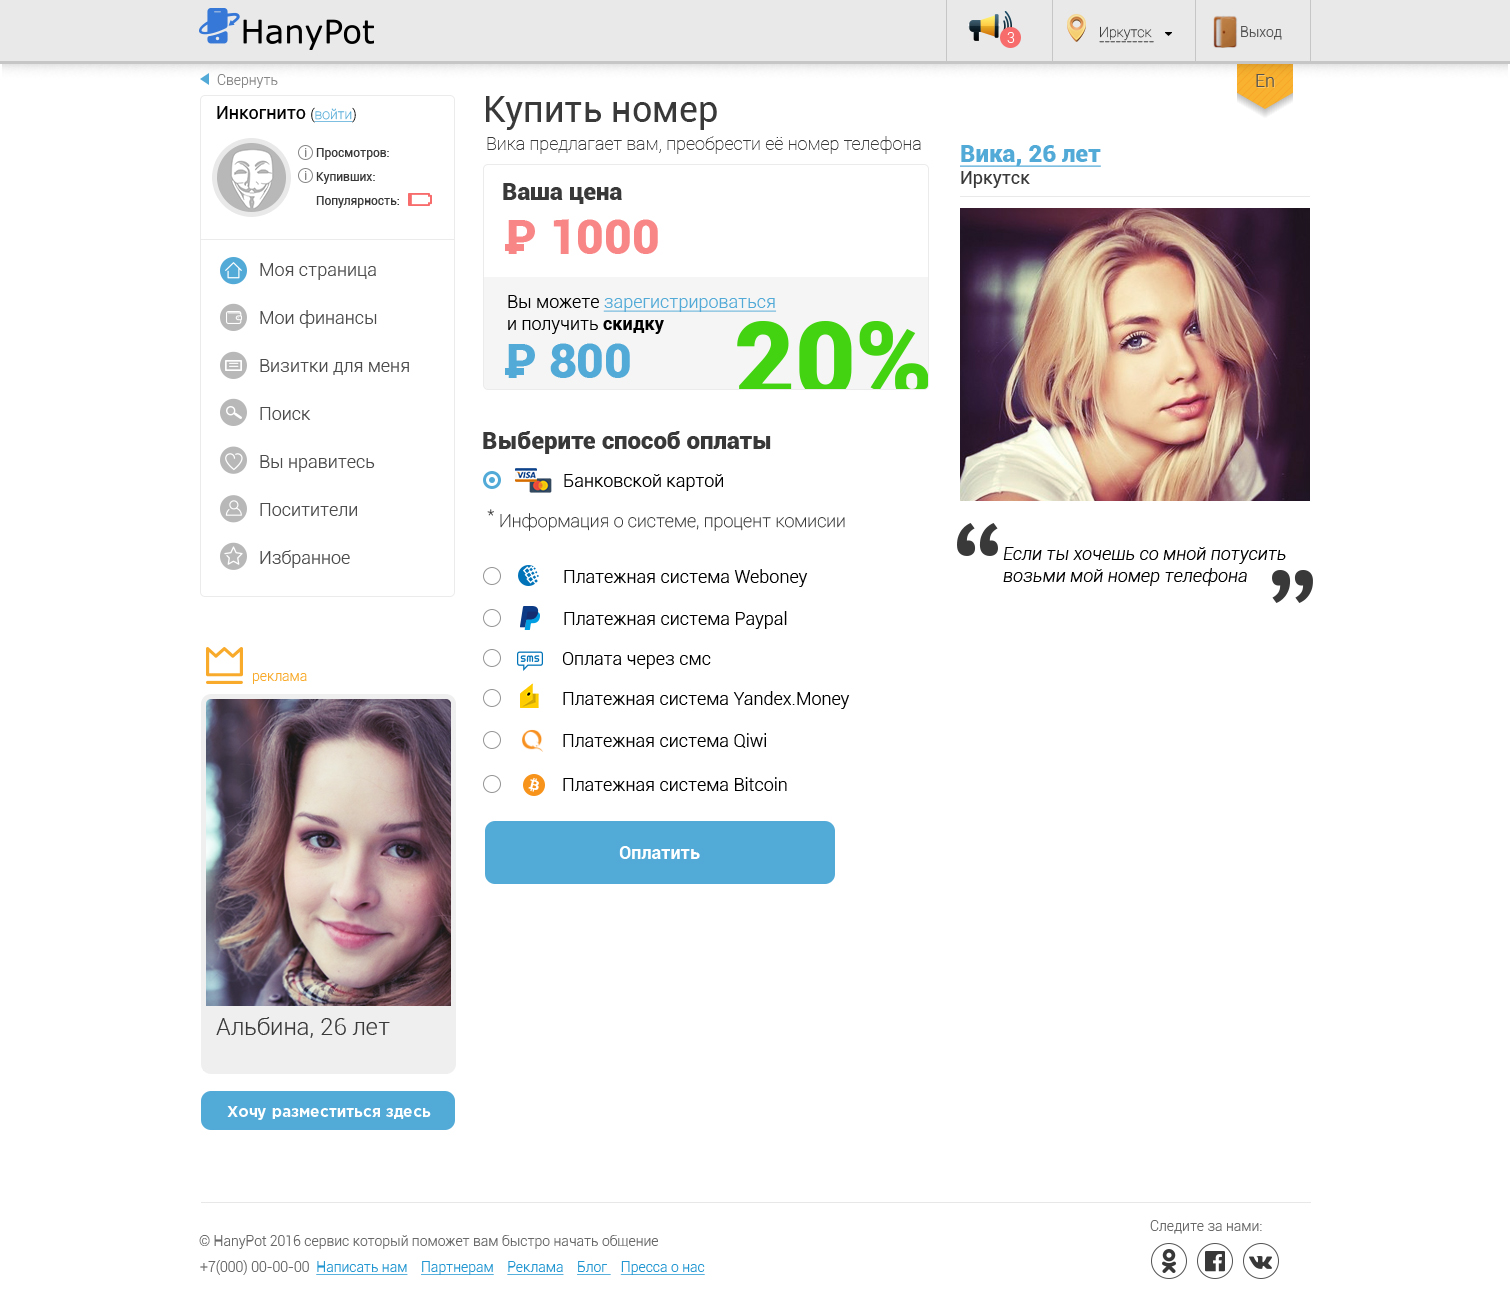 HanyPot
3
Иркутск
Выход
Свернуть
En
Инкогнито (войти)
Просмотров:
Купивших:
Популярность:
Моя страница
Мои финансы
Визитки для меня
Поиск
Вы нравитесь
Поситители
Избранное
реклама
Альбина, 26 лет
Хочу разместиться здесь
Купить номер
Вика предлагает вам, преобрести её номер телефона
Ваша цена
₽ 1000
Вы можете зарегистрироваться
и получить скидку
₽ 800
20%
Выберите способ оплаты
VISA
Банковской картой
* Информация о системе, процент комисии
Платежная система Weboney
Платежная система Paypal
sms
Оплата через смс
Платежная система Yandex.Money
Платежная система Qiwi
Платежная система Bitcoin
Оплатить
Вика, 26 лет
Иркутск
“Если ты хочешь со мной потусить
возьми мой номер телефона”
© HanyPot 2016 сервис который поможет вам быстро начать общение
+7(000) 00-00-00 Написать нам Партнерам Реклама Блог Пресса о нас
Следите за нами: